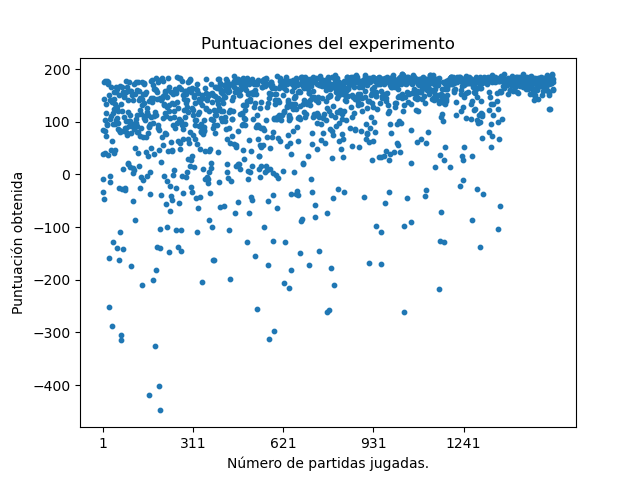 Puntuaciones del experimento
Puntuación obtenida
200
100
0
−100
−200
−300
−400
1 311 621 931 1241
Número de partidas jugadas.